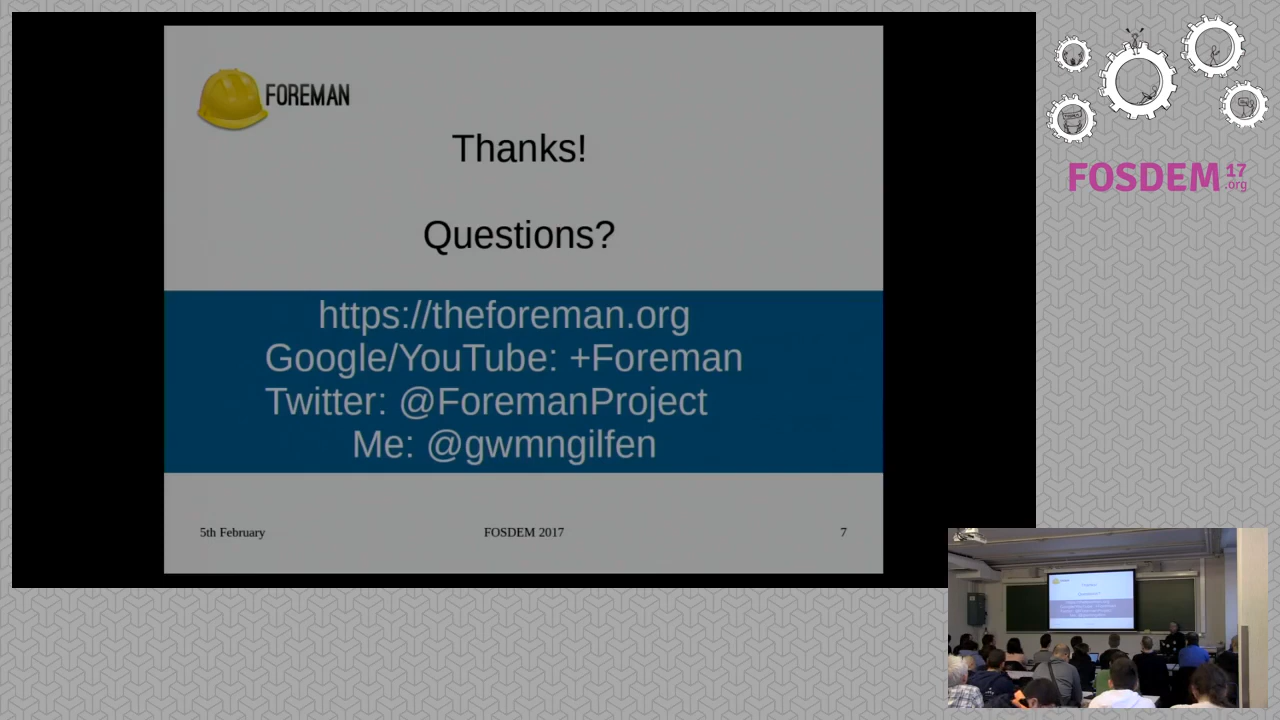 FOREMAN
Thanks!
Questions?
https://theforeman.org
Google/YouTube: +Foreman
Twitter: @ForemanProject
Me: @gwmngilfen
5th February
FOSDEM 2017
7
FOSDEM 17
.org